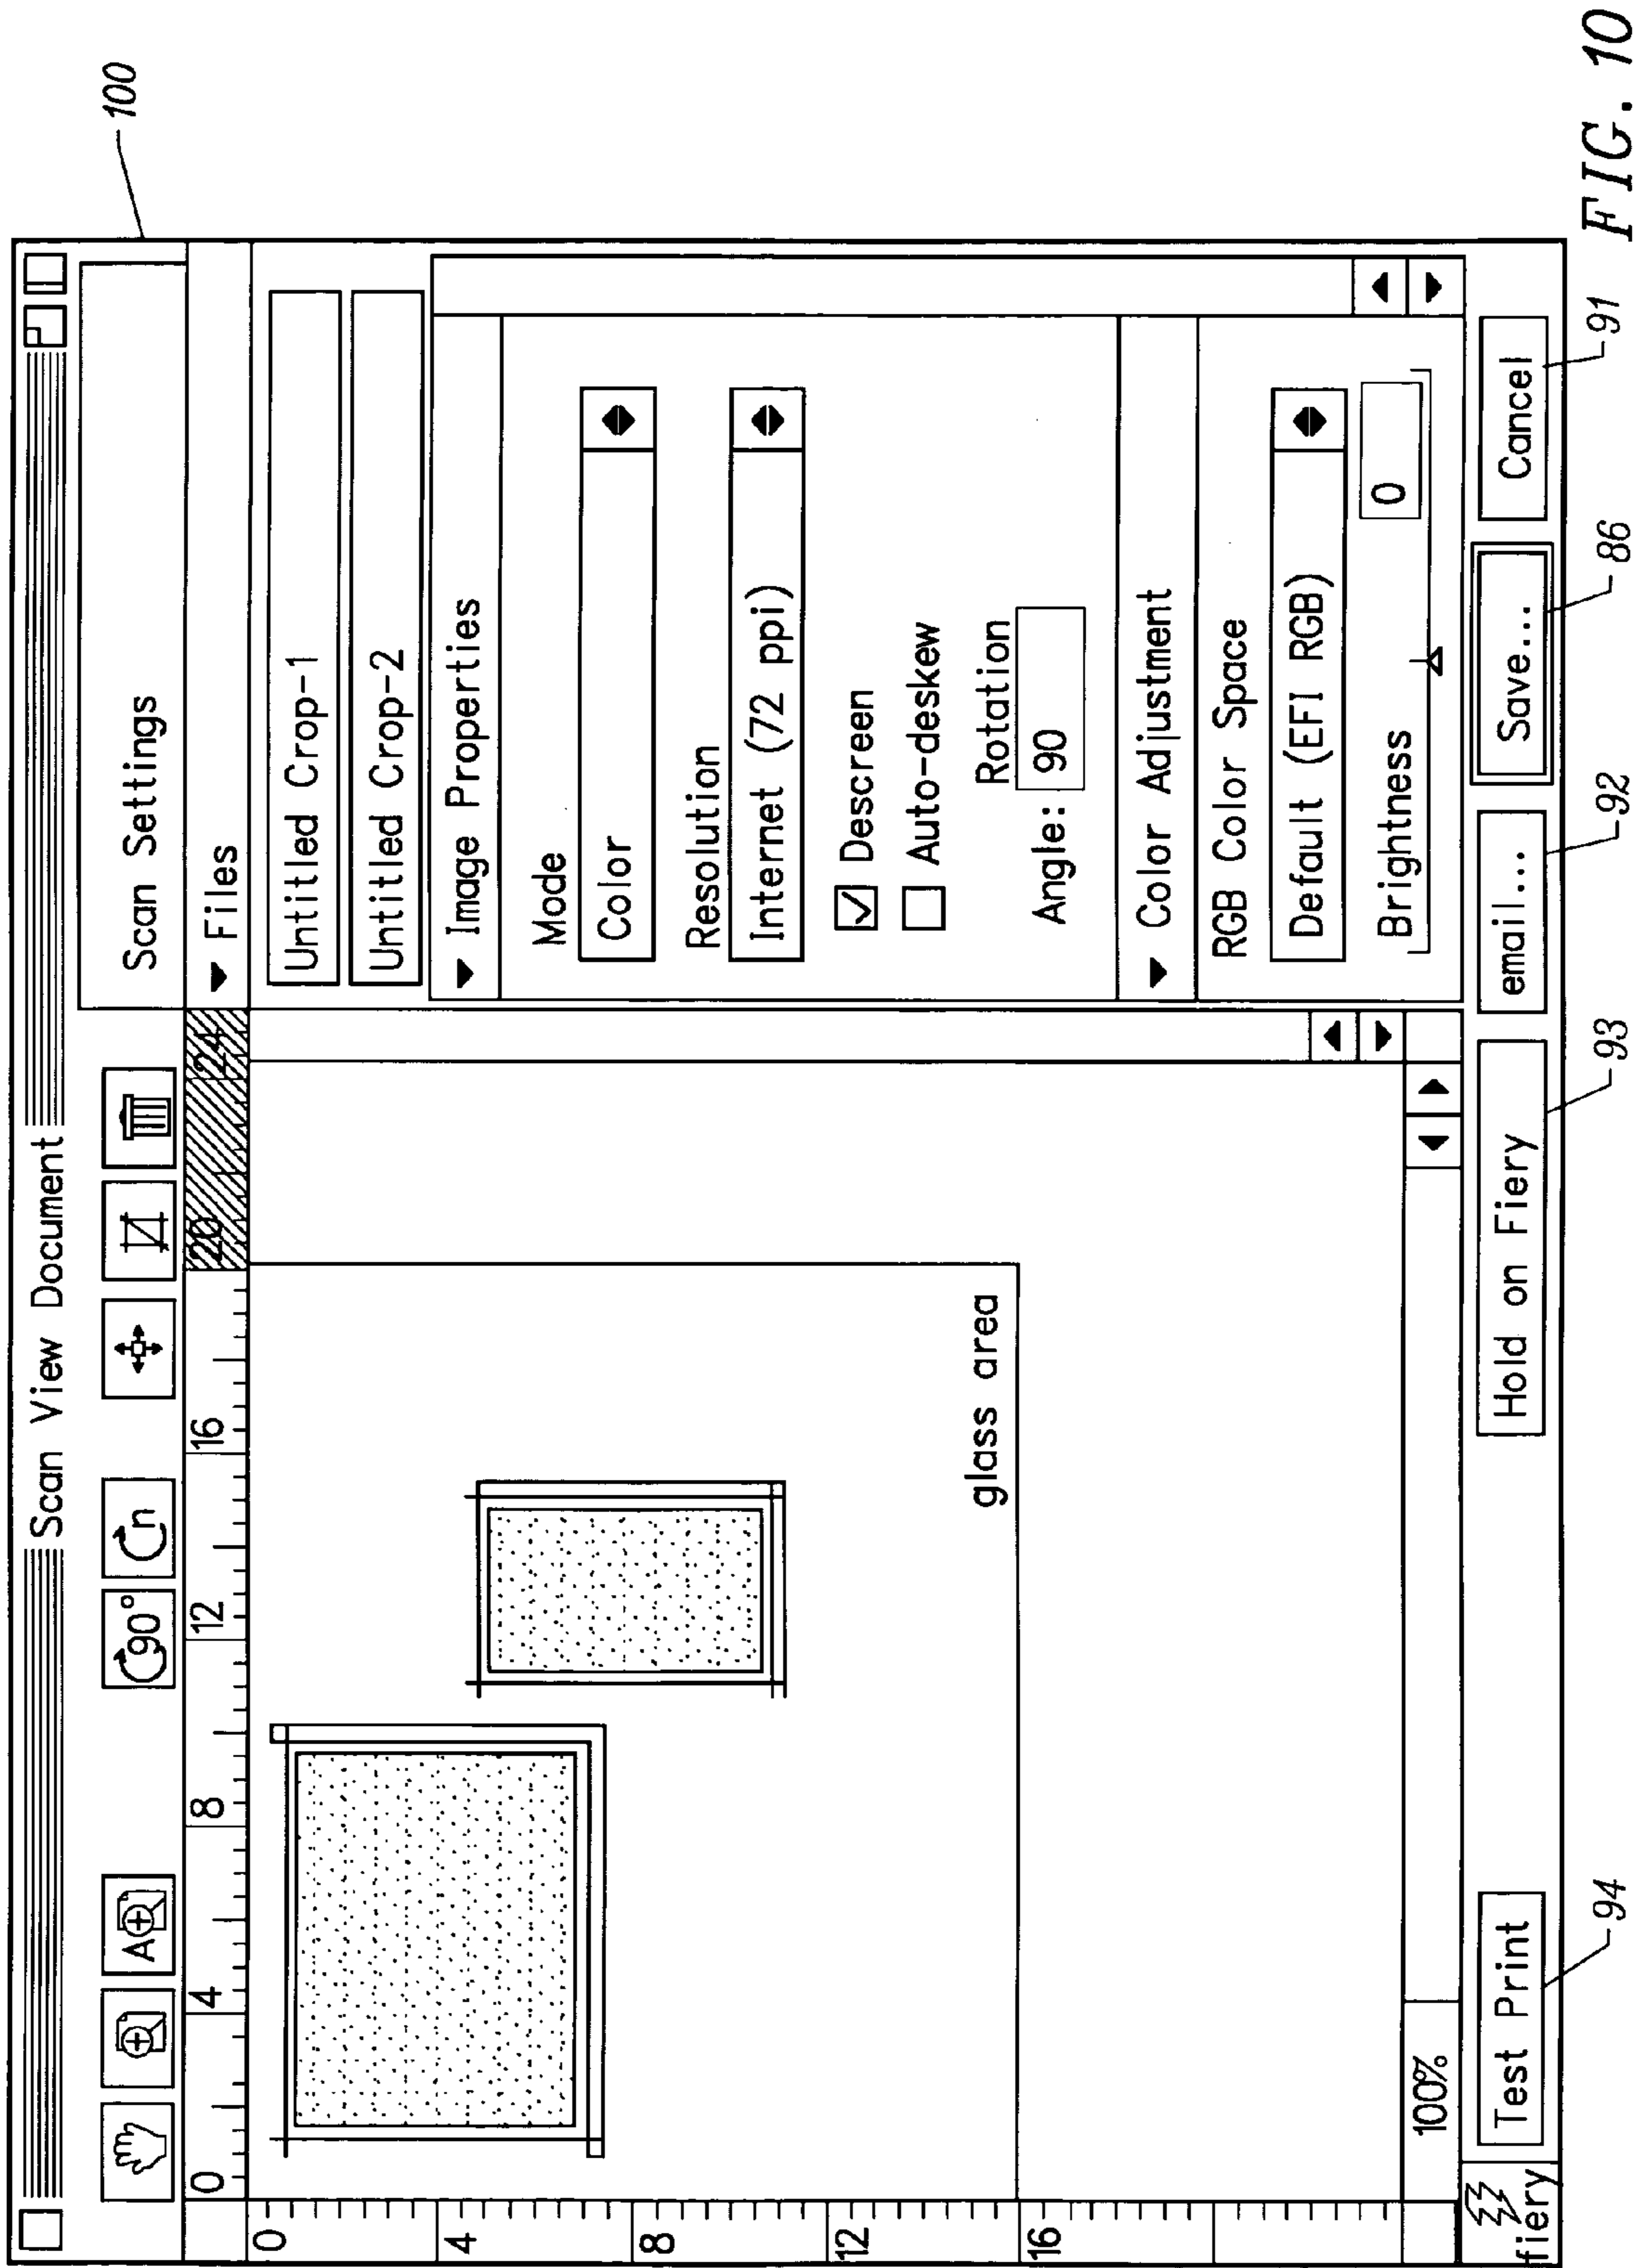 100
Scan View Document
90°
n
A
Scan Settings
0 4 8 12 16 20 24
0
4
8
12
16
Files
Untitled Crop-1
Untitled Crop-2
Image Properties
Mode
Color
Resolution
Internet (72 ppi)
Descreen
Auto-deskew
Rotation
Angle: 90
Color Adjustment
RGB Color Space
Default (EFI RGB)
Brightness
0
glass area
100%
fiery
Test Print
Hold on Fiery
email...
Save...
Cancel
94
93
92
86
91
FIG. 10